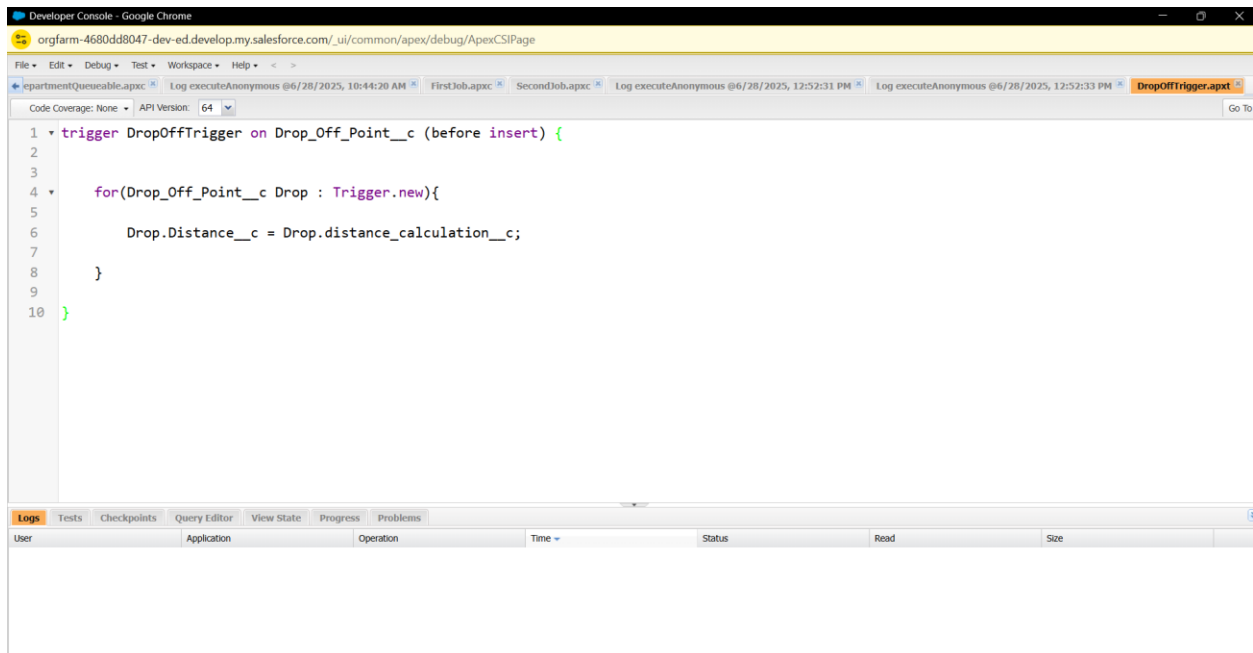 Developer Console - Google Chrome
orgfarm-4680dd8047-dev-ed.develop.my.salesforce.com/_ui/common/apex/debug/ApexCSIPage
File Edit Debug Test Workspace Help < >
epartmentQueueable.apxc Log executeAnonymous @6/28/2025, 10:44:20 AM FirstJob.apxc SecondJob.apxc Log executeAnonymous @6/28/2025, 12:52:31 PM Log executeAnonymous @6/28/2025, 12:52:33 PM DropOffTrigger.apxt
Code Coverage: None API Version: 64 Go To
1 trigger DropOffTrigger on Drop_Off_Point__c (before insert) {
2
3
4 for(Drop_Off_Point__c Drop : Trigger.new){
5
6 Drop.Distance__c = Drop.distance_calculation__c;
7
8 }
9
10 }
Logs Tests Checkpoints Query Editor View State Progress Problems
User Application Operation Time Status Read Size